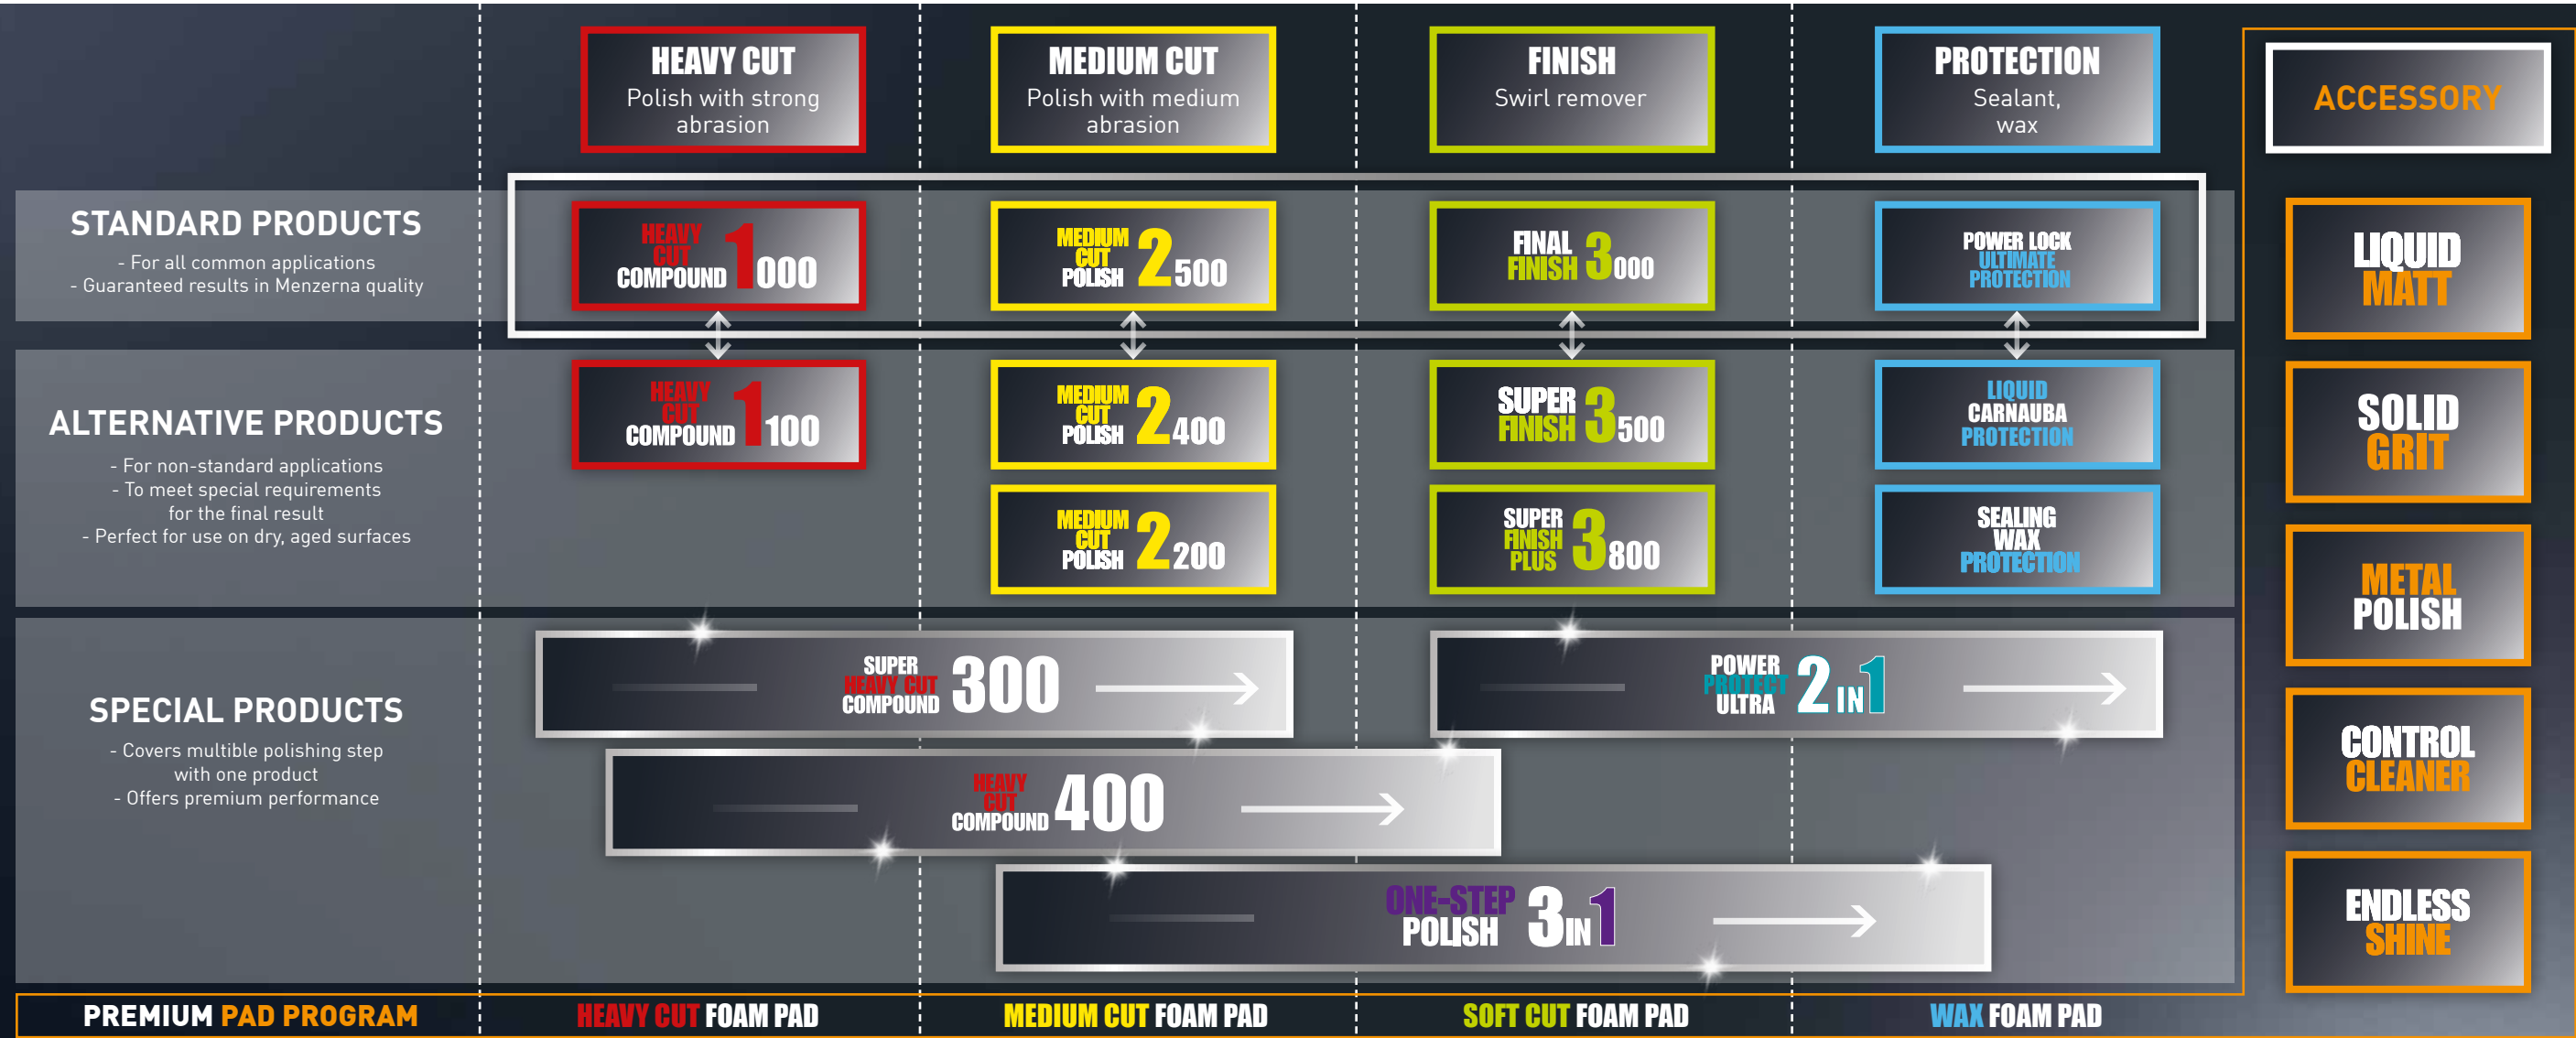 HEAVY CUT
Polish with strong
abrasion
MEDIUM CUT
Polish with medium
abrasion
FINISH
Swirl remover
PROTECTION
Sealant,
wax
ACCESSORY
STANDARD PRODUCTS
- For all common applications
- Guaranteed results in Menzerna quality
HEAVY
CUT
COMPOUND 1000
MEDIUM
CUT
POLISH 2500
FINAL
FINISH 3000
POWER LOCK
ULTIMATE
PROTECTION
ALTERNATIVE PRODUCTS
- For non-standard applications
- To meet special requirements
for the final result
- Perfect for use on dry, aged surfaces
HEAVY
CUT
COMPOUND 1100
MEDIUM
CUT
POLISH 2400
SUPER
FINISH 3500
LIQUID
CARNAUBA
PROTECTION
MEDIUM
CUT
POLISH 2200
SUPER
FINISH
PLUS 3800
SEALING
WAX
PROTECTION
SPECIAL PRODUCTS
- Covers multible polishing step
with one product
- Offers premium performance
SUPER
HEAVY CUT
COMPOUND 300
POWER
PROTECT
ULTRA 2 IN 1
HEAVY
CUT
COMPOUND 400
ONE-STEP
POLISH 3 IN 1
LIQUID
MATT
SOLID
GRIT
METAL
POLISH
CONTROL
CLEANER
ENDLESS
SHINE
PREMIUM PAD PROGRAM
HEAVY CUT FOAM PAD
MEDIUM CUT FOAM PAD
SOFT CUT FOAM PAD
WAX FOAM PAD